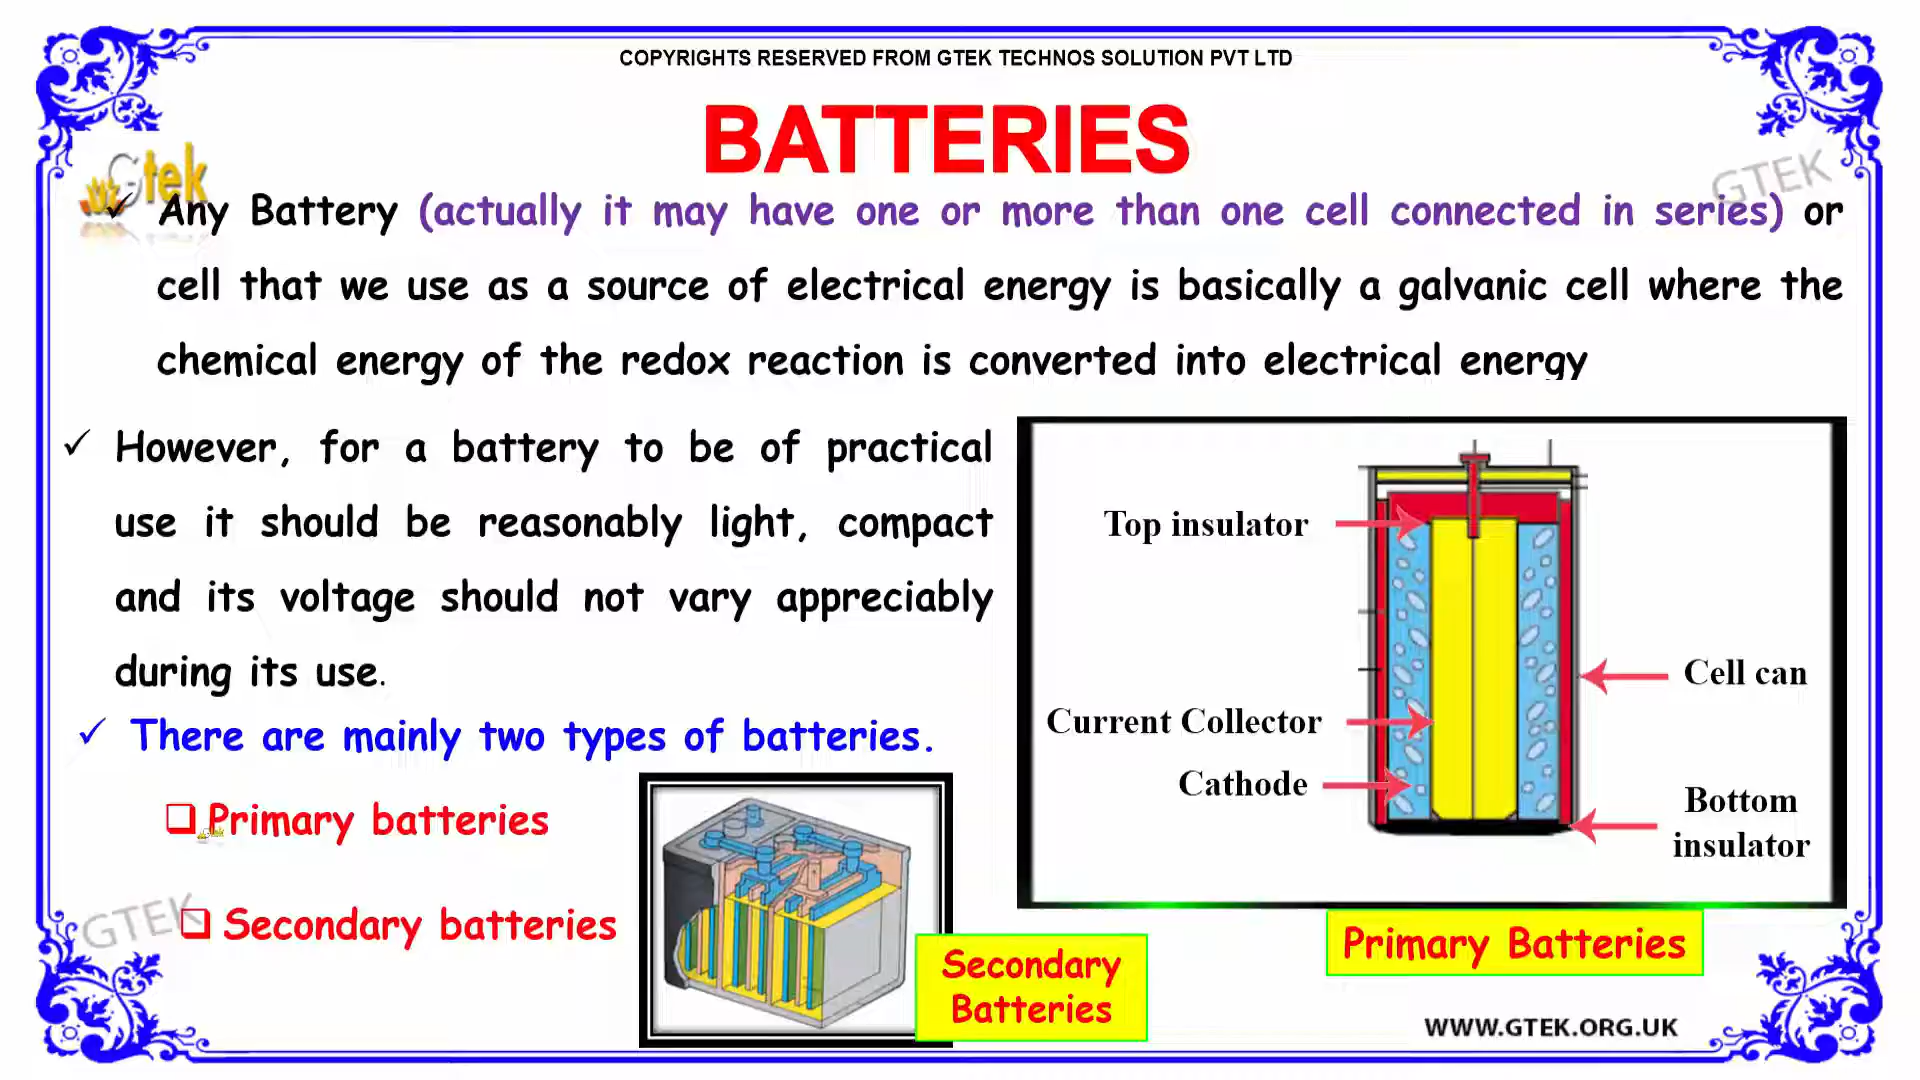 COPYRIGHTS RESERVED FROM GTEK TECHNOS SOLUTION PVT LTD
BATTERIES
Gtek
GTEK
Any Battery (actually it may have one or more than one cell connected in series) or
cell that we use as a source of electrical energy is basically a galvanic cell where the
chemical energy of the redox reaction is converted into electrical energy
However, for a battery to be of practical
use it should be reasonably light, compact
and its voltage should not vary appreciably
during its use.
There are mainly two types of batteries.
Primary batteries
Secondary batteries
GTEK
Top insulator
Cell can
Current Collector
Cathode
Bottom
insulator
Secondary
Batteries
Primary Batteries
WWW.GTEK.ORG.UK